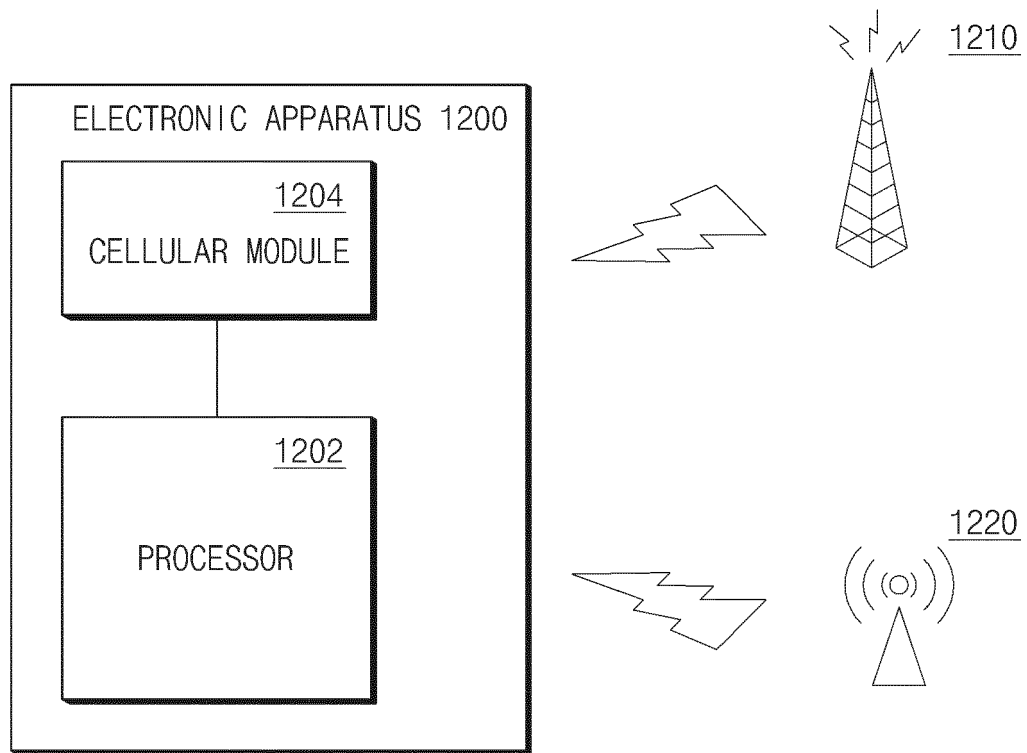 1210
ELECTRONIC APPARATUS 1200
1204
CELLULAR MODULE
1202
PROCESSOR
1220